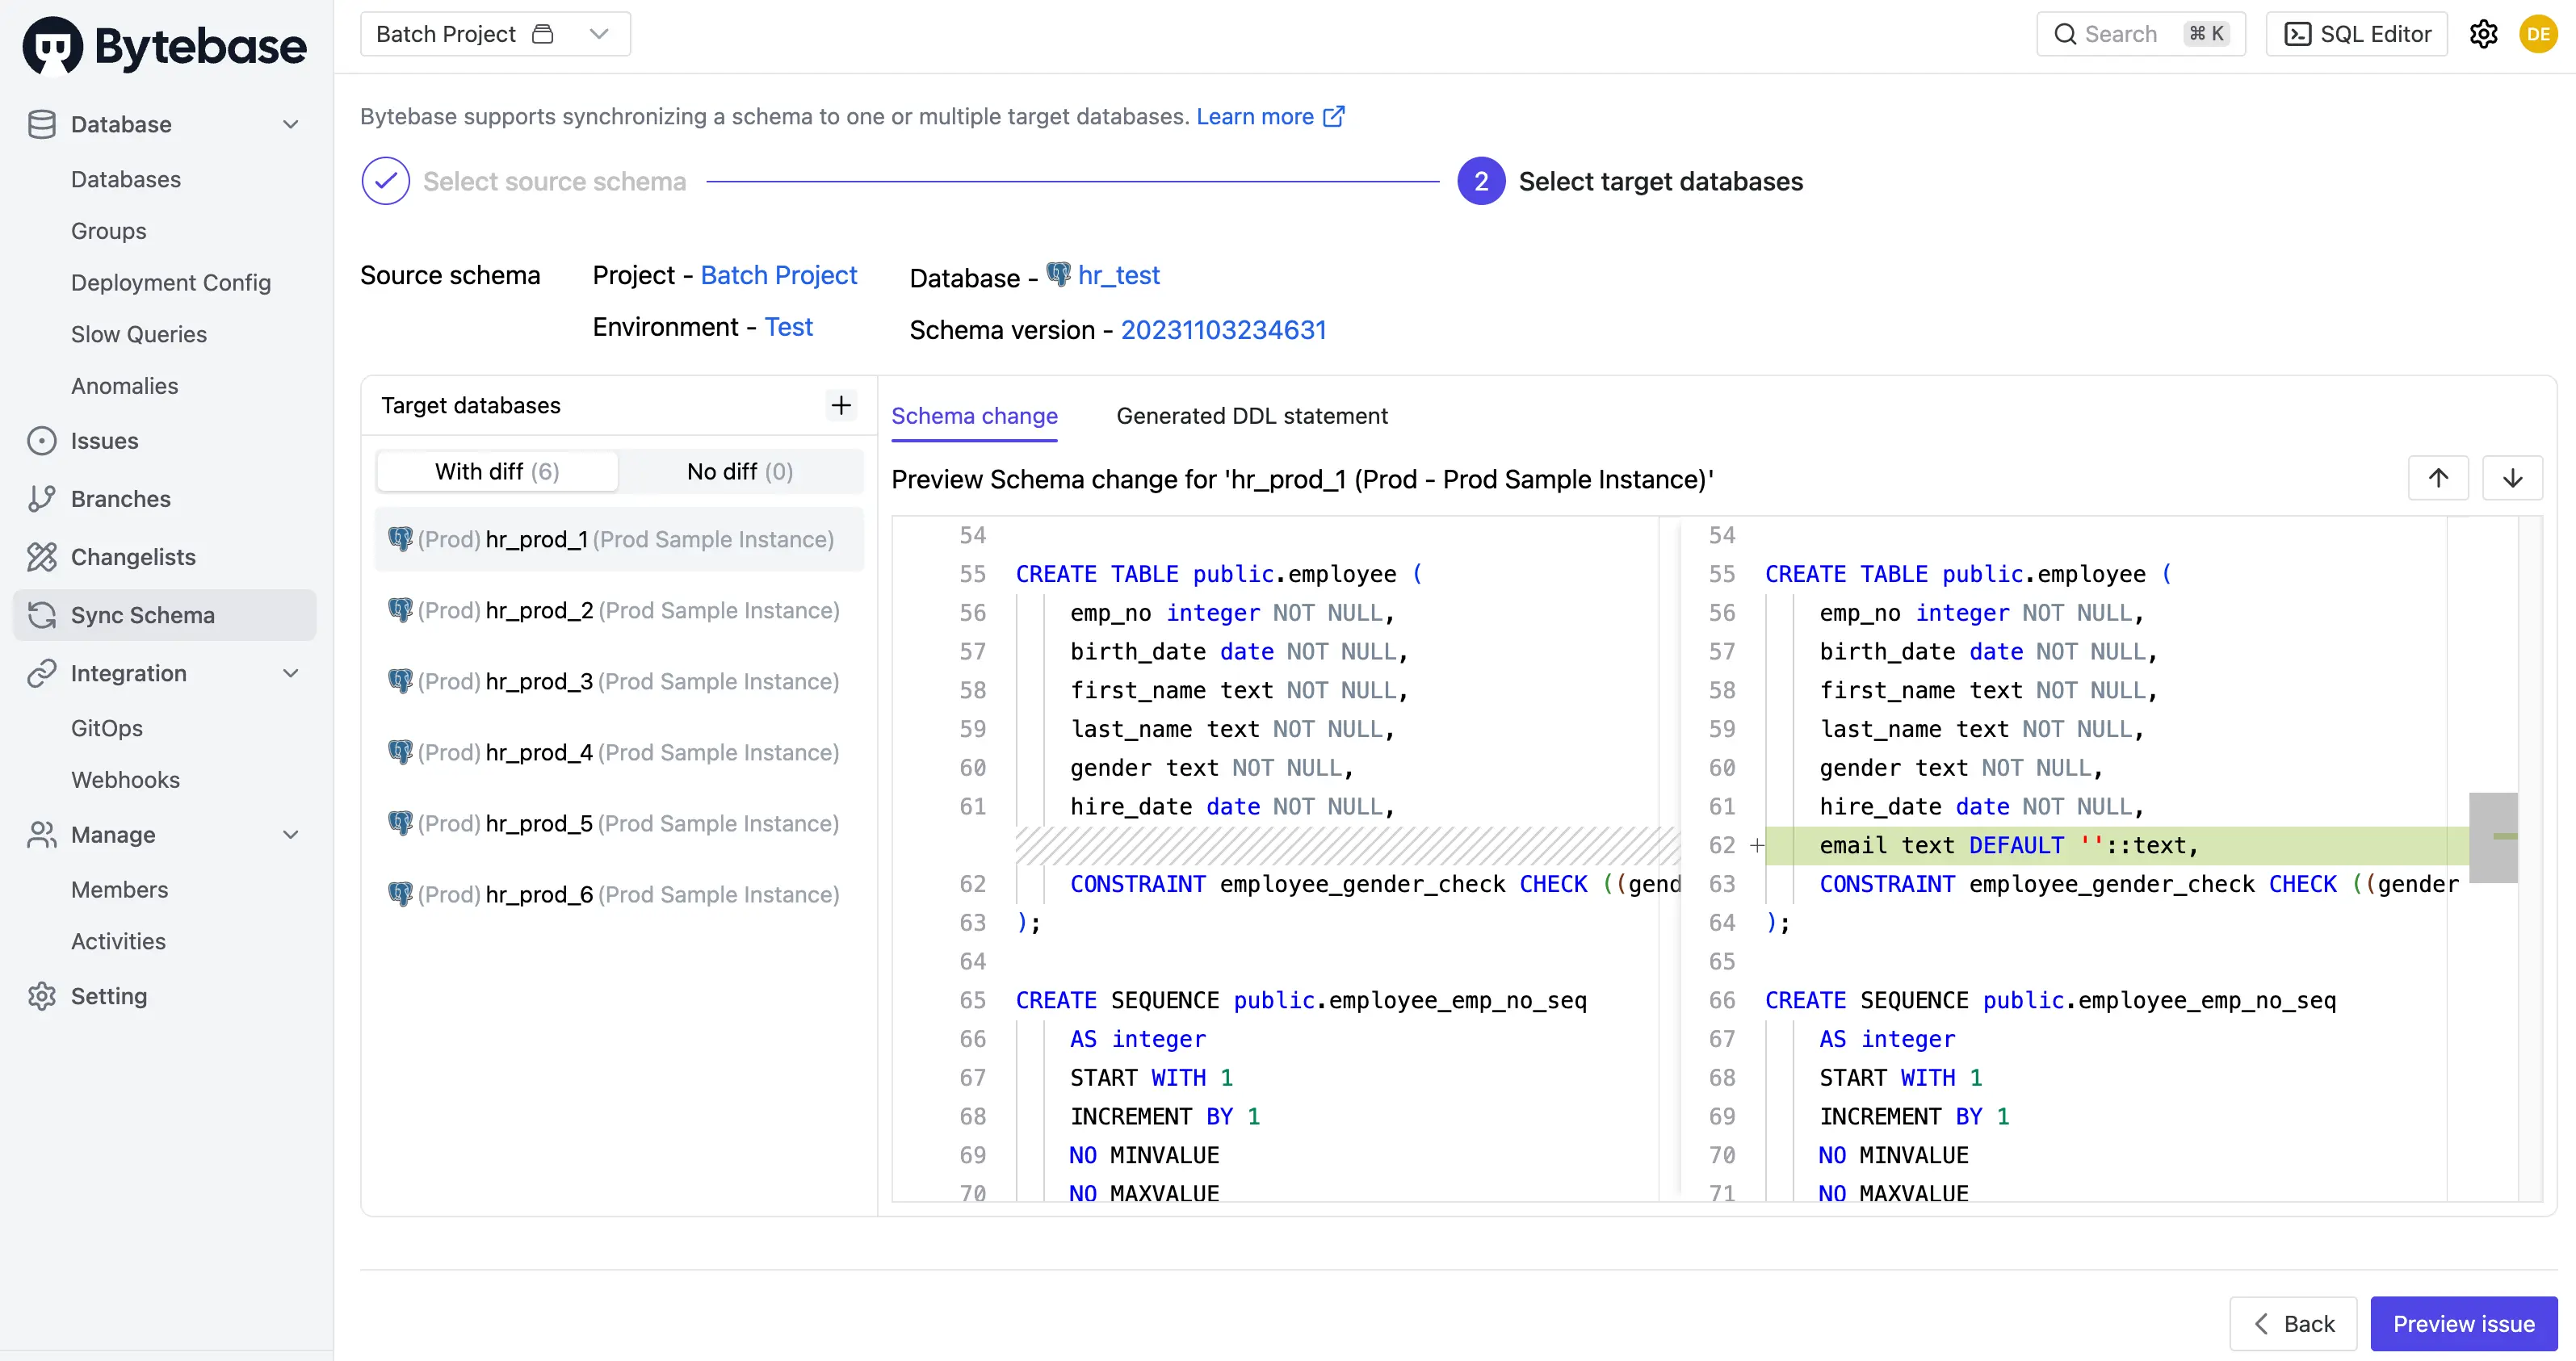 Bytebase
Batch Project
Search ⌘ K
SQL Editor
DE
Database
Databases
Groups
Deployment Config
Slow Queries
Anomalies
Issues
Branches
Changelists
Sync Schema
Integration
GitOps
Webhooks
Manage
Members
Activities
Setting
Bytebase supports synchronizing a schema to one or multiple target databases. Learn more
Select source schema
2 Select target databases
Source schema
Project - Batch Project
Database - hr_test
Environment - Test
Schema version - 20231103234631
Target databases
With diff (6)
No diff (0)
(Prod) hr_prod_1 (Prod Sample Instance)
(Prod) hr_prod_2 (Prod Sample Instance)
(Prod) hr_prod_3 (Prod Sample Instance)
(Prod) hr_prod_4 (Prod Sample Instance)
(Prod) hr_prod_5 (Prod Sample Instance)
(Prod) hr_prod_6 (Prod Sample Instance)
Schema change
Generated DDL statement
Preview Schema change for 'hr_prod_1 (Prod - Prod Sample Instance)'
54
55 CREATE TABLE public.employee (
56 emp_no integer NOT NULL,
57 birth_date date NOT NULL,
58 first_name text NOT NULL,
59 last_name text NOT NULL,
60 gender text NOT NULL,
61 hire_date date NOT NULL,
62 CONSTRAINT employee_gender_check CHECK ((gend
63 );
64
65 CREATE SEQUENCE public.employee_emp_no_seq
66 AS integer
67 START WITH 1
68 INCREMENT BY 1
69 NO MINVALUE
70 NO MAXVALUE
54
55 CREATE TABLE public.employee (
56 emp_no integer NOT NULL,
57 birth_date date NOT NULL,
58 first_name text NOT NULL,
59 last_name text NOT NULL,
60 gender text NOT NULL,
61 hire_date date NOT NULL,
62 + email text DEFAULT ''::text,
63 CONSTRAINT employee_gender_check CHECK ((gender
64 );
65
66 CREATE SEQUENCE public.employee_emp_no_seq
67 AS integer
68 START WITH 1
69 INCREMENT BY 1
70 NO MINVALUE
71 NO MAXVALUE
Back
Preview issue